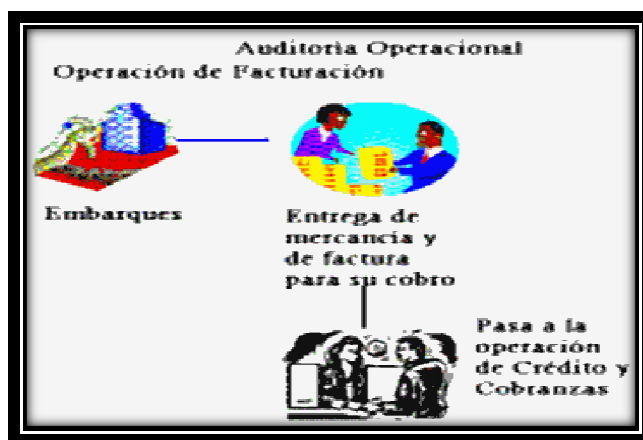 Auditoria Operacional
Operación de Facturación
Embarques
Entrega de
mercancía y
de factura
para su cobro
Pasa a la
operación
de Crédito y
Cobranzas